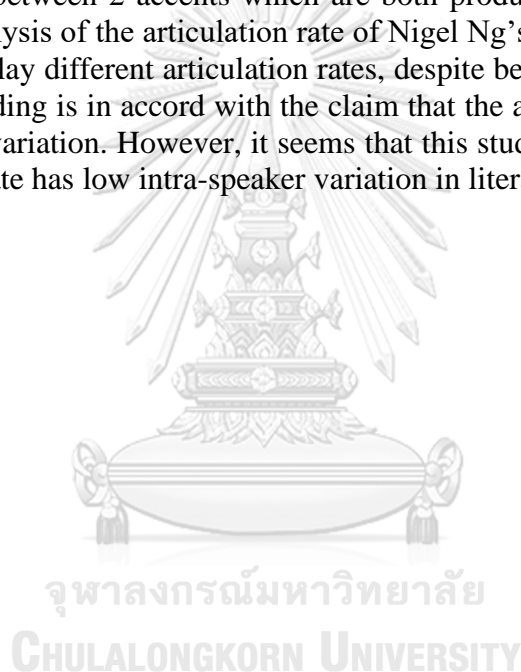 between 2 accents which are both produ
lysis of the articulation rate of Nigel Ng's
lay different articulation rates, despite be
ding is in accord with the claim that the a
variation. However, it seems that this stud
ate has low intra-speaker variation in liter
จุฬาลงกรณ์มหาวิทยาลัย
CHULALONGKORN UNIVERSITY